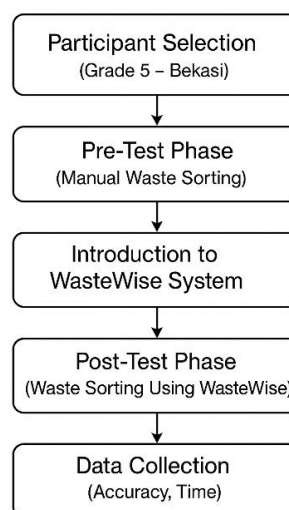 Participant Selection
(Grade 5 – Bekasi)
Pre-Test Phase
(Manual Waste Sorting)
Introduction to
WasteWise System
Post-Test Phase
(Waste Sorting Using WasteWise)
Data Collection
(Accuracy, Time)